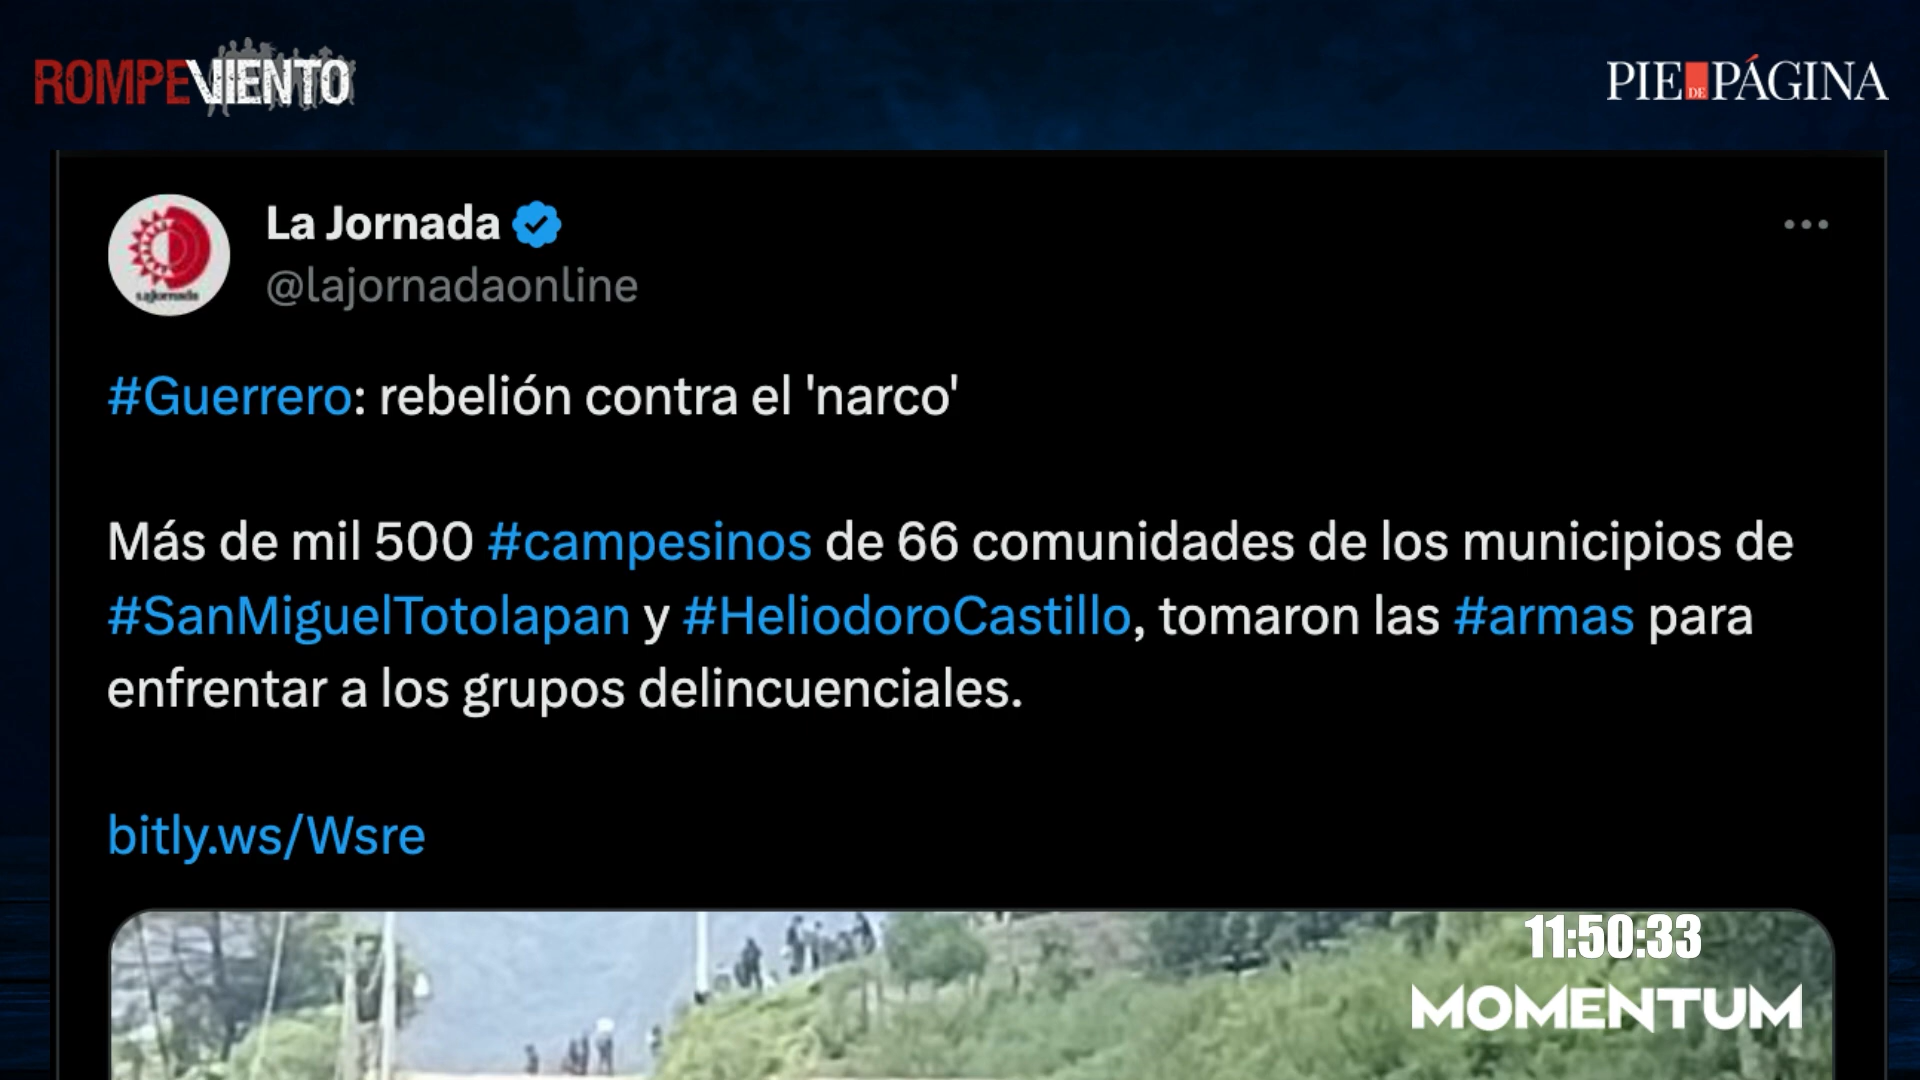 ROMPEVIENTO
PIE DE PÁGINA
La Jornada
La Jornada
@lajornadaonline
#Guerrero: rebelión contra el 'narco'
Más de mil 500 #campesinos de 66 comunidades de los municipios de
#SanMiguelTotolapan y #HeliodoroCastillo, tomaron las #armas para
enfrentar a los grupos delincuenciales.
bitly.ws/Wsre
11:50:33
MOMENTUM